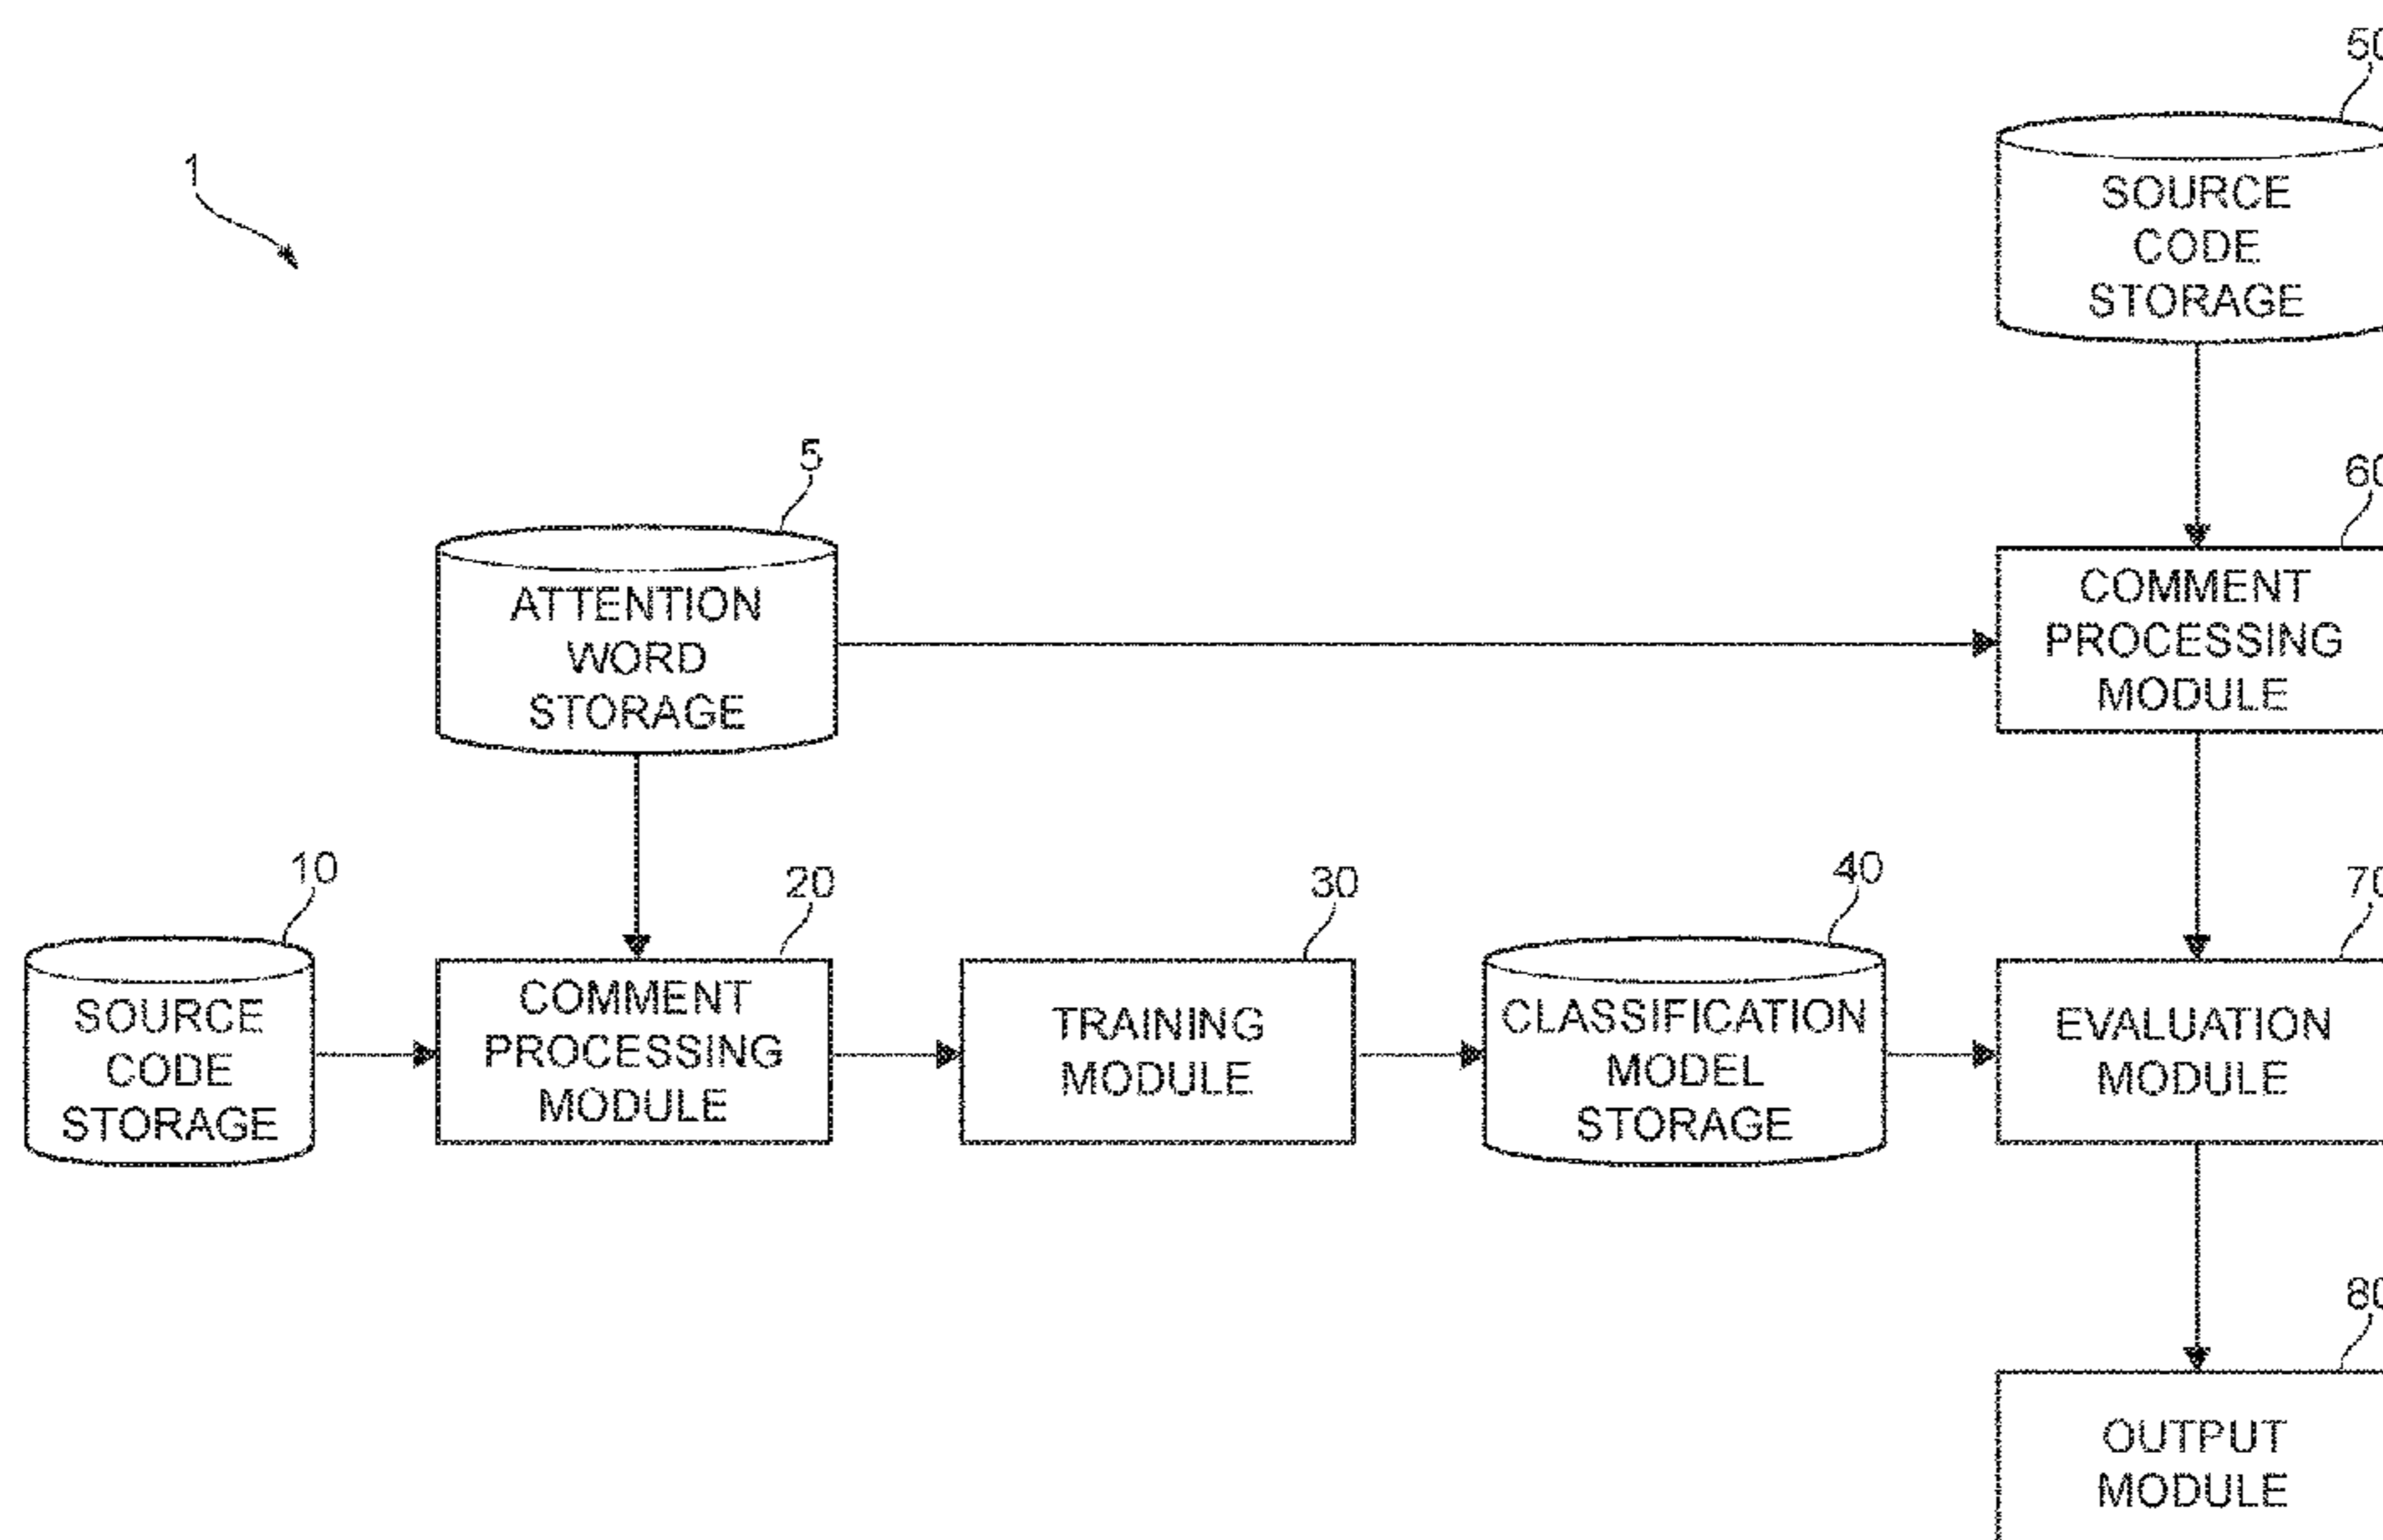 50
1
SOURCE
CODE
STORAGE
5
60
ATTENTION
WORD
STORAGE
COMMENT
PROCESSING
MODULE
10
20
30
40
70
SOURCE
CODE
STORAGE
COMMENT
PROCESSING
MODULE
TRAINING
MODULE
CLASSIFICATION
MODEL
STORAGE
EVALUATION
MODULE
80
OUTPUT
MODULE